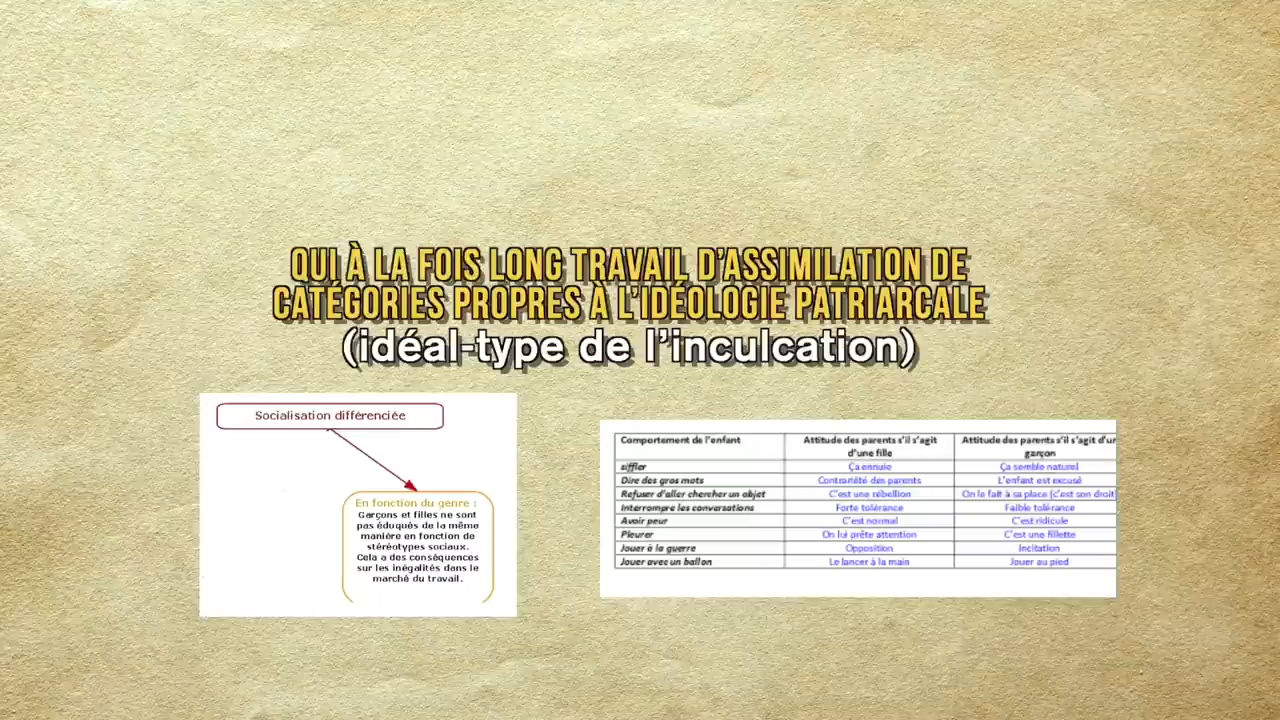 QUI À LA FOIS LONG TRAVAIL D'ASSIMILATION DE
CATÉGORIES PROPRES À L'IDÉOLOGIE PATRIARCALE
(idéal-type de l'inculcation)
Socialisation différenciée
En fonction du genre :
Garçons et filles ne sont
pas éduqués de la même
manière en fonction de
stéréotypes sociaux.
Cela a des conséquences
sur les inégalités dans le
marché du travail.
Comportement de l'enfant Attitude des parents s'il s'agit d'une fille Attitude des parents s'il s'agit d'un garçon
siffler Ça ennuie Ça semble naturel
Dire des gros mots Contrariété des parents L'enfant est excusé
Refuser d'aller chercher un objet C'est une rébellion On le fait à sa place (c'est son droit)
Interrompre les conversations Forte tolérance Faible tolérance
Avoir peur C'est normal C'est ridicule
Pleurer On lui prête attention C'est une fillette
Jouer à la guerre Opposition Incitation
Jouer avec un ballon Le lancer à la main Jouer au pied